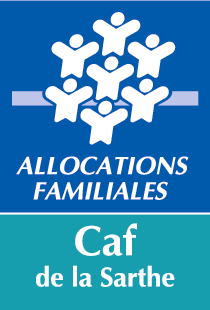 ALLOCATIONS
FAMILIALES
Caf
de la Sarthe